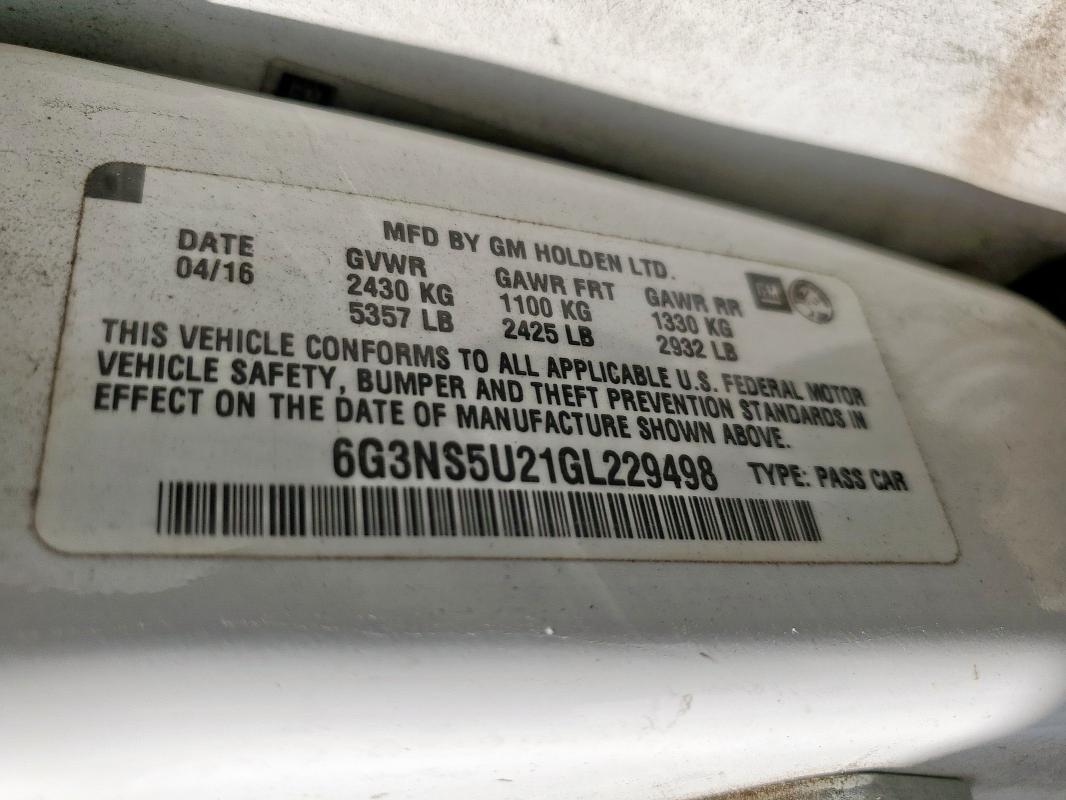 MFD BY GM HOLDEN LTD.
DATE GVWR GAWR FRT GAWR RR GM
04/16 2430 KG 1100 KG 1330 KG
5357 LB 2425 LB 2932 LB
THIS VEHICLE CONFORMS TO ALL APPLICABLE U.S. FEDERAL MOTOR
VEHICLE SAFETY, BUMPER AND THEFT PREVENTION STANDARDS IN
EFFECT ON THE DATE OF MANUFACTURE SHOWN ABOVE.
6G3NS5U21GL229498 TYPE: PASS CAR